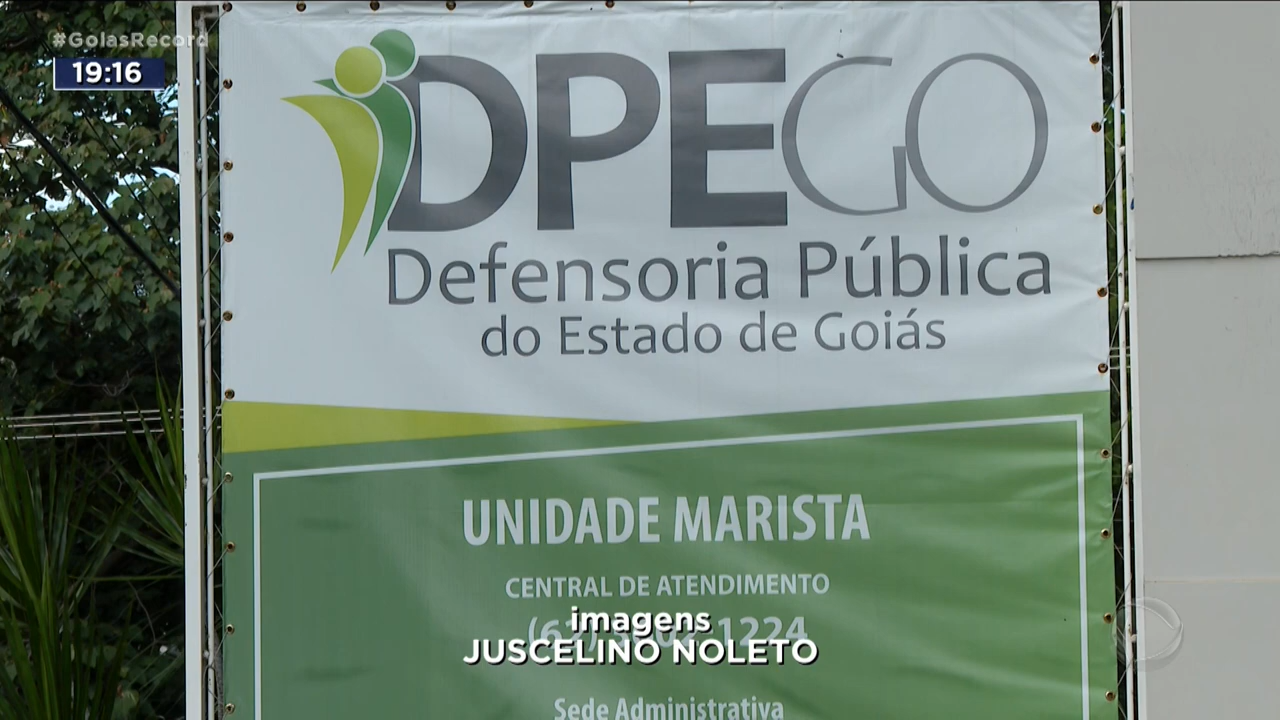 #GoiasRecord
19:16
DPEGO
Defensoria Pública
do Estado de Goiás
UNIDADE MARISTA
CENTRAL DE ATENDIMENTO
imagens
JUSCELINO NOLETO
Sede Administrativa